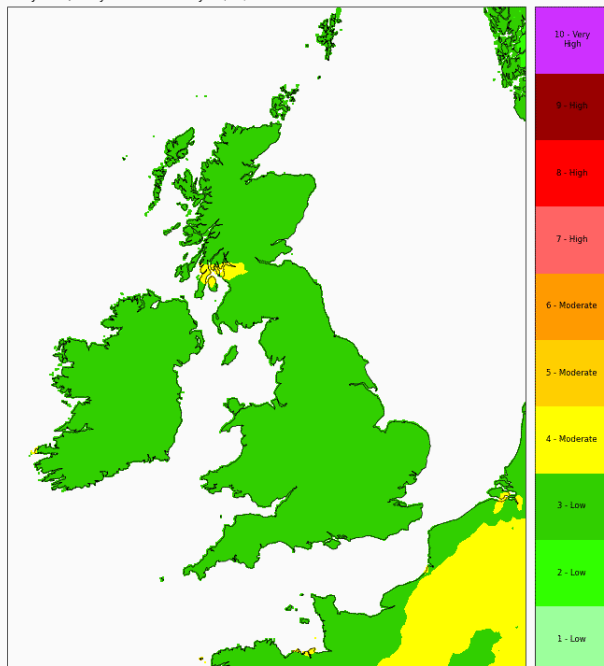 10 - Very
High
9 - High
8 - High
7 - High
6 - Moderate
5 - Moderate
4 - Moderate
3 - Low
2 - Low
1 - Low